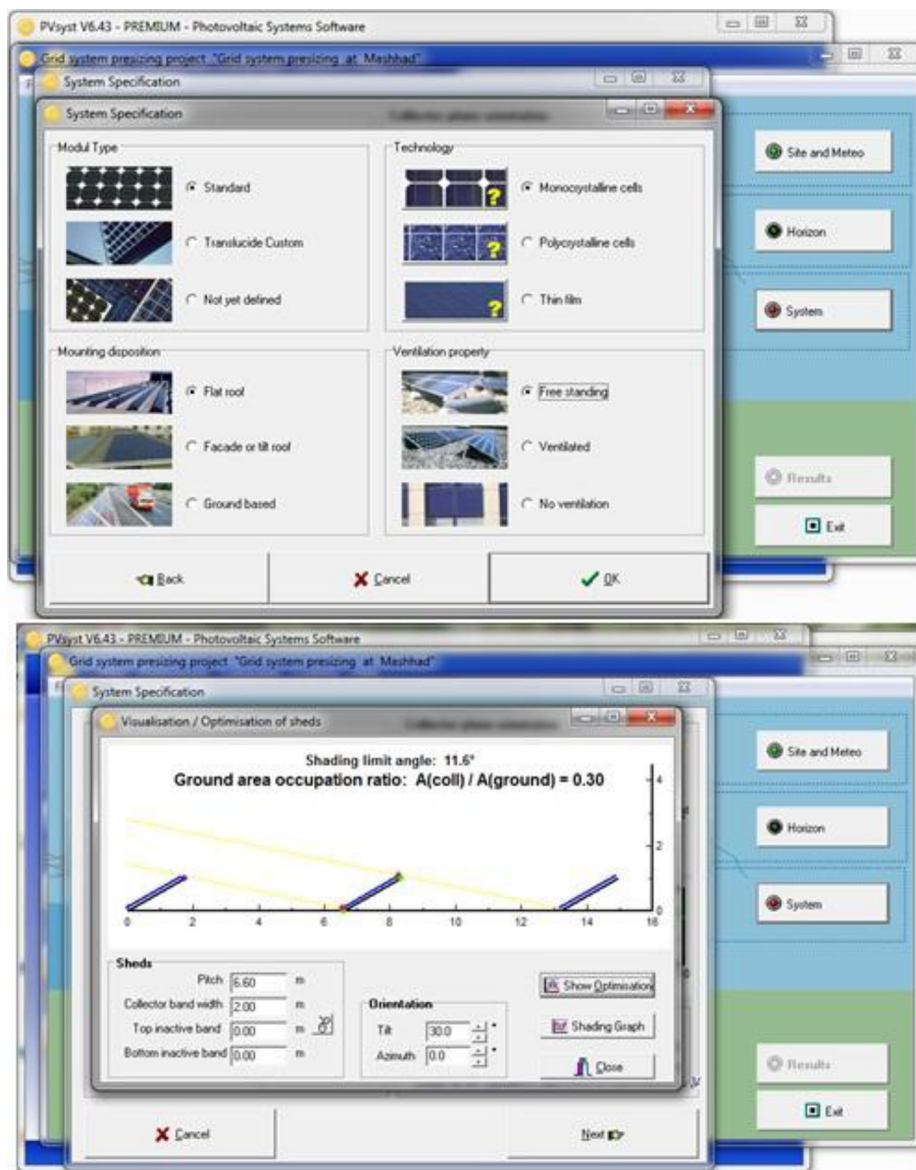 PVsyst V6.43 - PREMIUM - Photovoltaic Systems Software
Grid system presizing project "Grid system presizing at Mashhad"
System Specification
System Specification
Collector plane orientation
Modul Type
Standard
Translucide Custom
Not yet defined
Technology
Monocrystalline cells
Polycrystalline cells
Thin film
Mounting disposition
Flat roof
Facade or tilt roof
Ground based
Ventilation property
Free standing
Ventilated
No ventilation
Back
Cancel
OK
Site and Meteo
Horizon
System
Results
Exit
PVsyst V6.43 - PREMIUM - Photovoltaic Systems Software
Grid system presizing project "Grid system presizing at Mashhad"
System Specification
Visualisation / Optimisation of sheds
Collector plane orientation
Shading limit angle: 11.6°
Ground area occupation ratio: A(coll) / A(ground) = 0.30
4
2
0
0 2 4 6 8 10 12 14 16
Sheds
Pitch 6.60 m
Collector band width 2.00 m
Top inactive band 0.00 m
Bottom inactive band 0.00 m
Orientation
Tilt 30.0 °
Azimuth 0.0 °
Show Optimisation
Shading Graph
Close
Cancel
Next
Site and Meteo
Horizon
System
Results
Exit